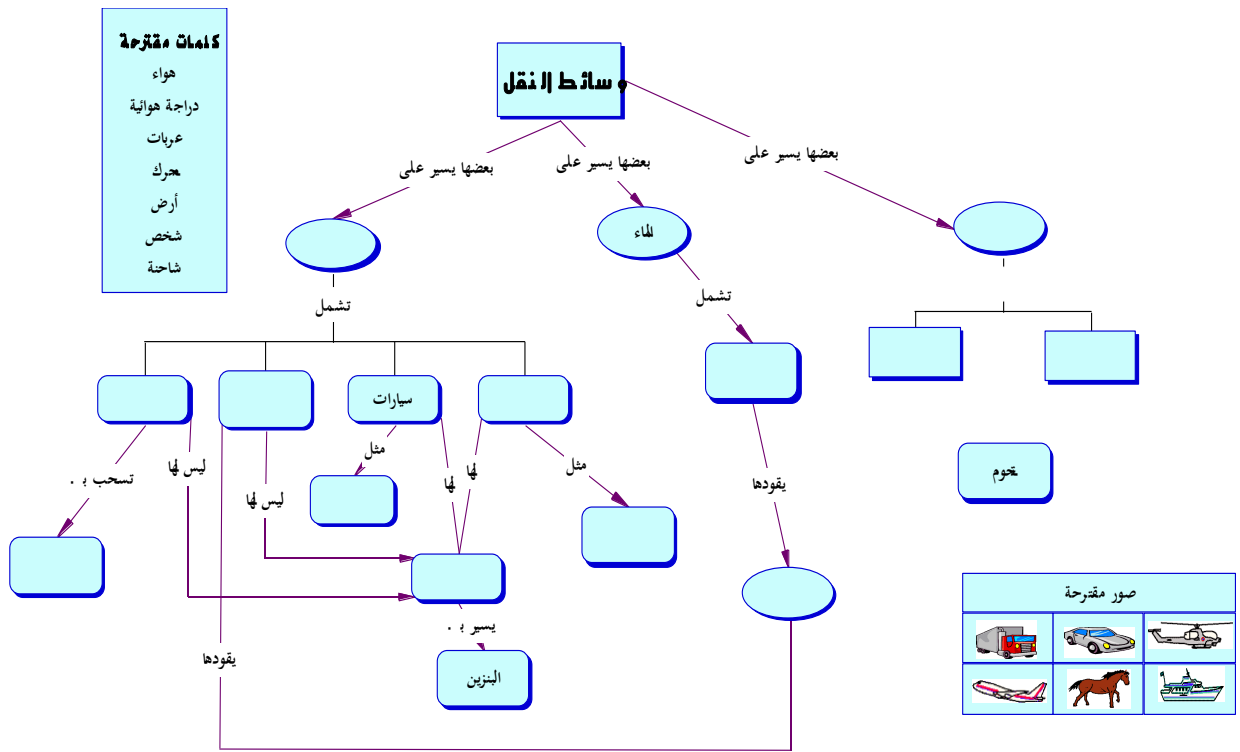 كلمات مقترحة
هواء
دراجة هوائية
عربات
محرك
أرض
شخص
شاحنة
وسائط النقل
بعضها يسير على
بعضها يسير على
بعضها يسير على
الماء
تشمل
تشمل
سيارات
مثل
مثل
لها
لها
ليس لها
ليس لها
تسحب بـ .
يقودها
نجوم
يسير بـ .
البنزين
يقودها
صور مقترحة